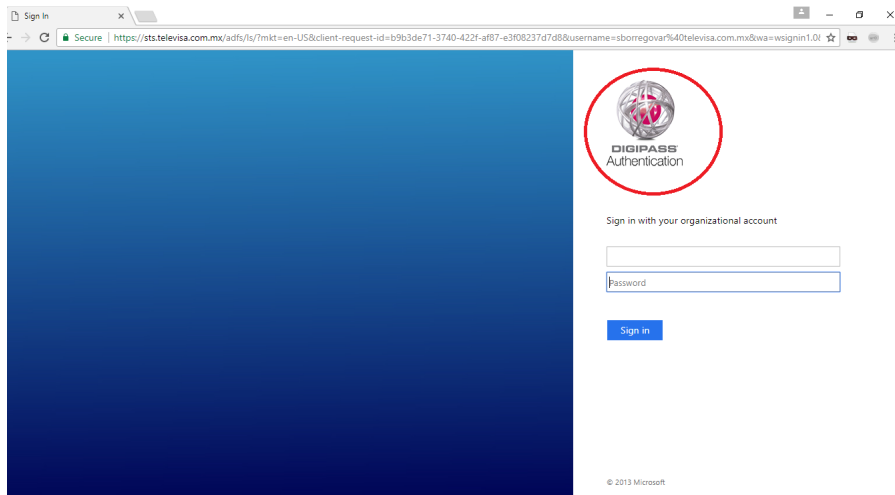 Sign In
Secure | https://sts.televisa.com.mx/adfs/ls/?mkt=en-US&client-request-id=b9b3de71-3740-422f-af87-e3f08237d7d8&username=sborregovar%40televisa.com.mx&wa=wsignin1.0
DIGIPASS
Authentication
Sign in with your organizational account
Password
Sign in
© 2013 Microsoft